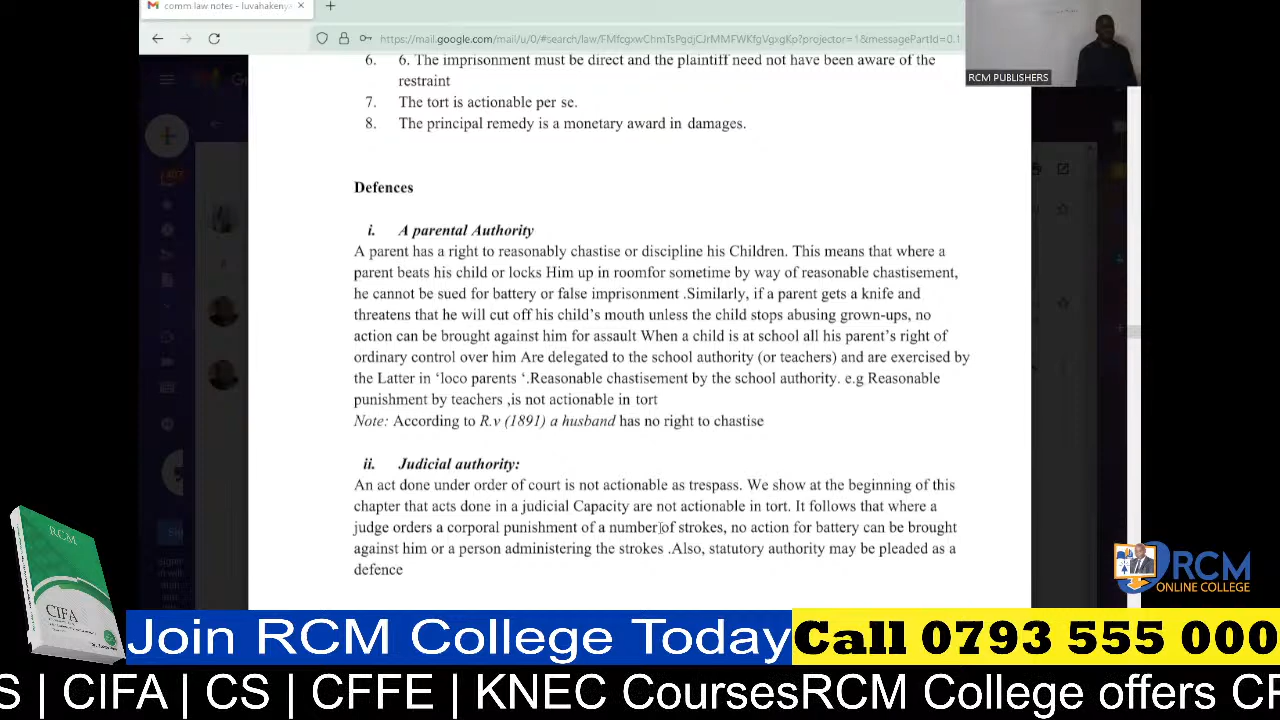 comm law notes - luvahakeny
https://mail.google.com/mail/u/0/#search/law/FMfcgxwChmTsPgdjCJrMMFWKfgVgxgKp?projector=1&messagePartId=0.1
RCM PUBLISHERS
6. 6. The imprisonment must be direct and the plaintiff need not have been aware of the
restraint
7. The tort is actionable per se.
8. The principal remedy is a monetary award in damages.
Defences
i. A parental Authority
A parent has a right to reasonably chastise or discipline his Children. This means that where a
parent beats his child or locks Him up in roomfor sometime by way of reasonable chastisement,
he cannot be sued for battery or false imprisonment .Similarly, if a parent gets a knife and
threatens that he will cut off his child’s mouth unless the child stops abusing grown-ups, no
action can be brought against him for assault When a child is at school all his parent’s right of
ordinary control over him Are delegated to the school authority (or teachers) and are exercised by
the Latter in ‘loco parents ‘.Reasonable chastisement by the school authority. e.g Reasonable
punishment by teachers ,is not actionable in tort
Note: According to R.v (1891) a husband has no right to chastise
ii. Judicial authority:
An act done under order of court is not actionable as trespass. We show at the beginning of this
chapter that acts done in a judicial Capacity are not actionable in tort. It follows that where a
judge orders a corporal punishment of a number of strokes, no action for battery can be brought
against him or a person administering the strokes .Also, statutory authority may be pleaded as a
defence
RCM
CIFA
RCM
ONLINE COLLEGE
Join RCM College Today
Call 0793 555 000
S | CIFA | CS | CFFE | KNEC CoursesRCM College offers CP